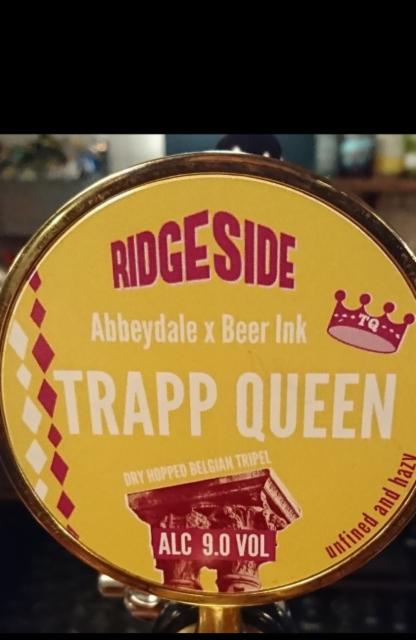 RIDGESIDE
Abbeydale x Beer Ink
TQ
TRAPP QUEEN
DRY HOPPED BELGIAN TRIPEL
ALC 9.0 VOL
unfined and hazy